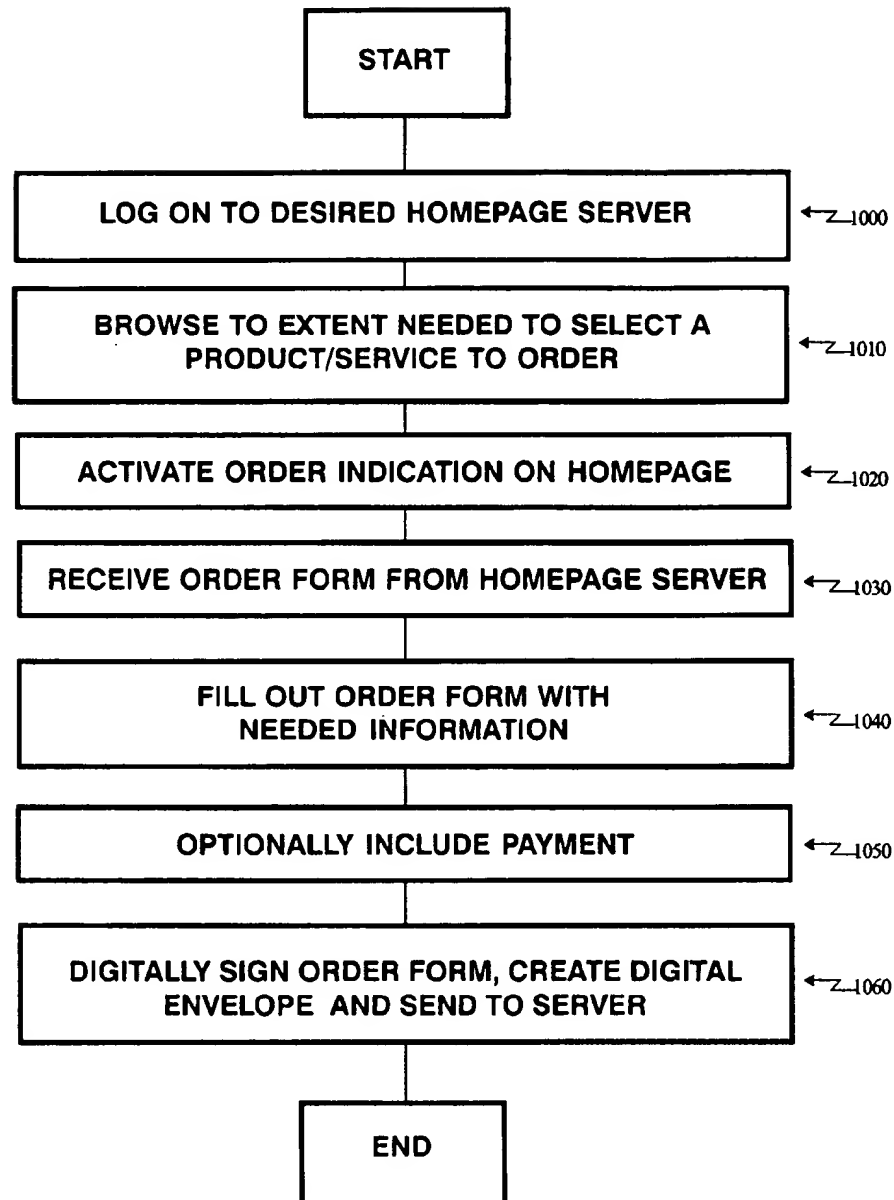 START
LOG ON TO DESIRED HOMEPAGE SERVER
1000
BROWSE TO EXTENT NEEDED TO SELECT A
PRODUCT/SERVICE TO ORDER
1010
ACTIVATE ORDER INDICATION ON HOMEPAGE
1020
RECEIVE ORDER FORM FROM HOMEPAGE SERVER
1030
FILL OUT ORDER FORM WITH
NEEDED INFORMATION
1040
OPTIONALLY INCLUDE PAYMENT
1050
DIGITALLY SIGN ORDER FORM, CREATE DIGITAL
ENVELOPE AND SEND TO SERVER
1060
END